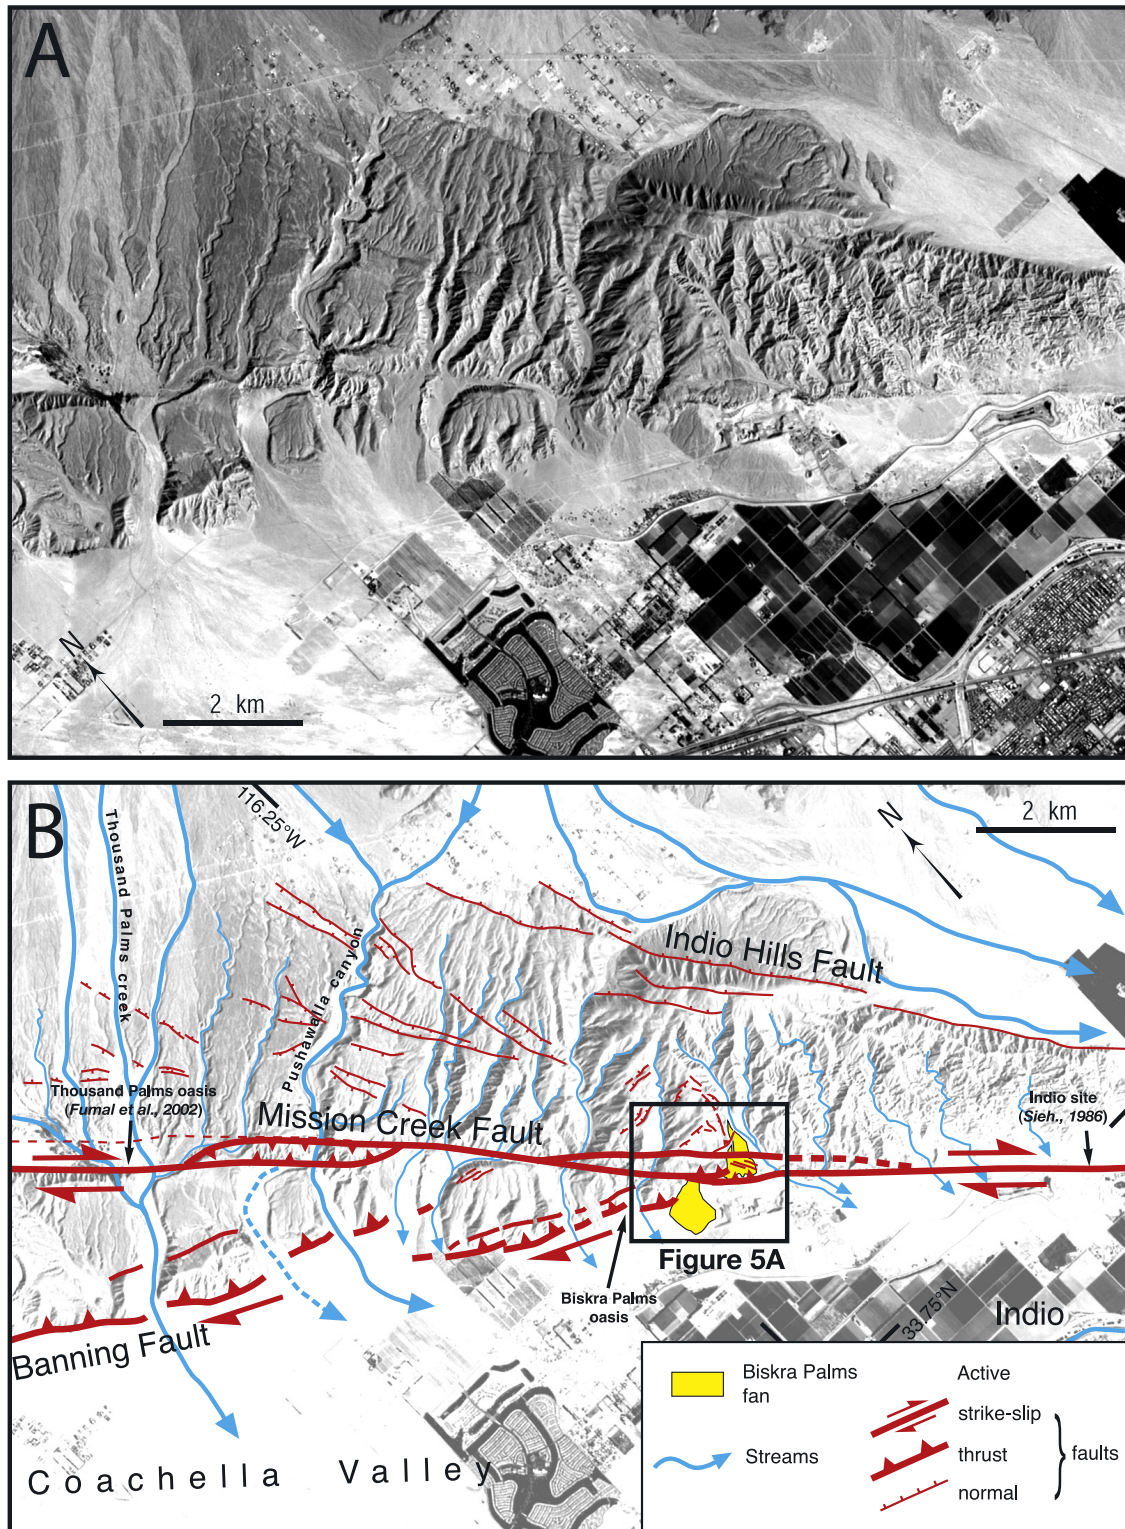 A
N
2 km
B
116.25°W
N
2 km
Thousand Palms creek
Pushawalla canyon
Indio Hills Fault
Thousand Palms oasis
(Fumal et al., 2002)
Mission Creek Fault
Indio site
(Sieh., 1986)
Figure 5A
Biskra Palms
oasis
33.75°N
Indio
Banning Fault
Coachella Valley
Biskra Palms
fan
Streams
Active
strike-slip
thrust
normal
faults